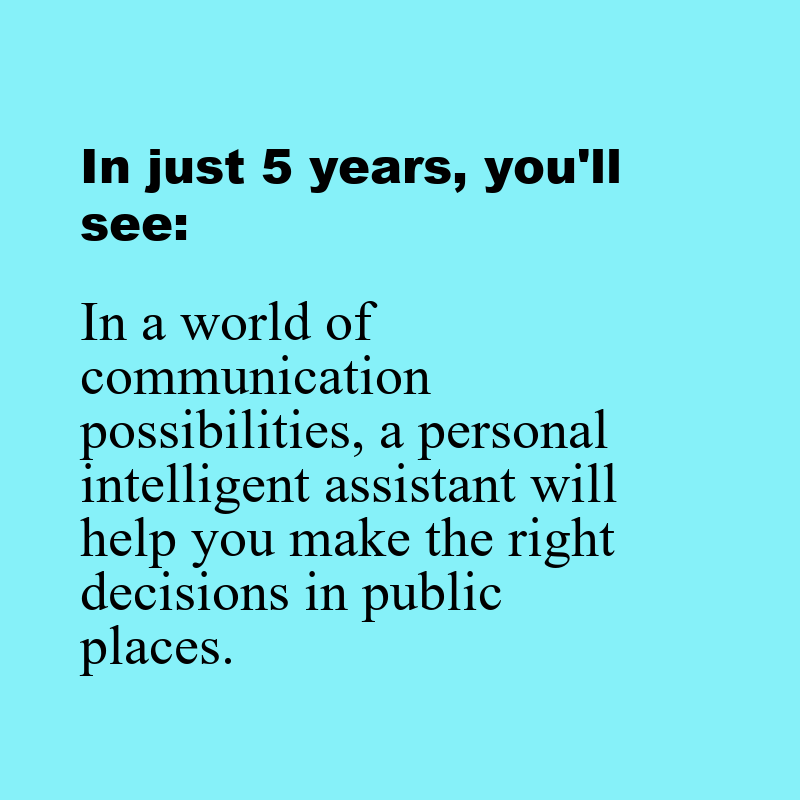 In just 5 years, you'll
see:
In a world of
communication
possibilities, a personal
intelligent assistant will
help you make the right
decisions in public
places.